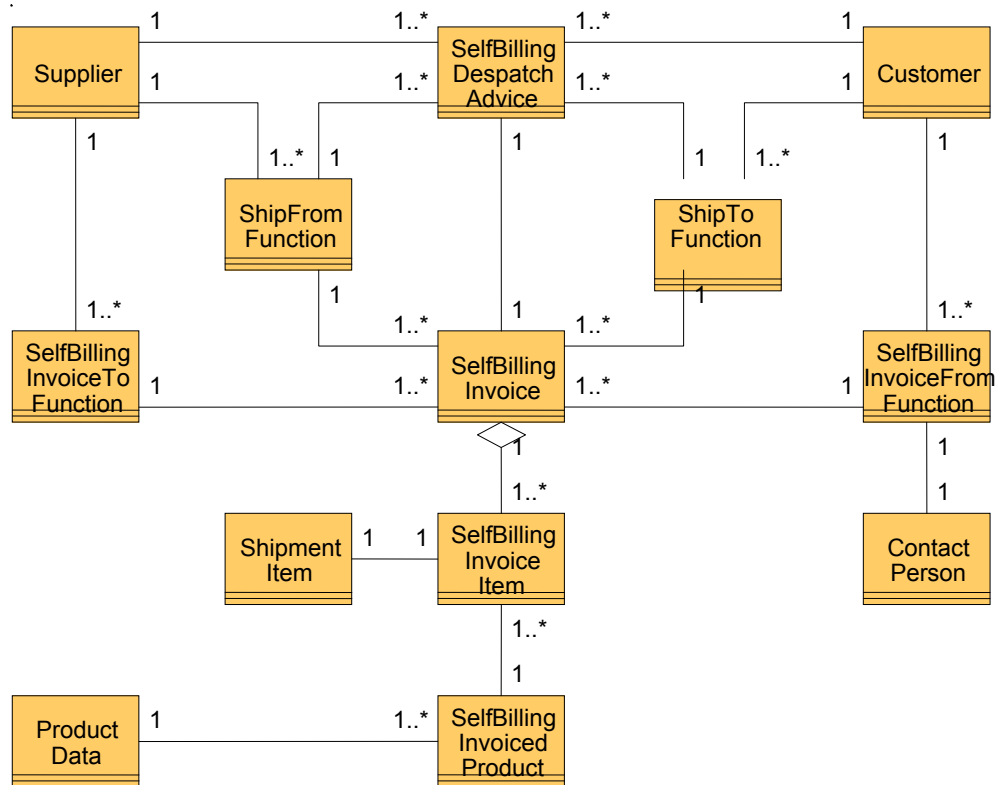 1
1..*
SelfBilling
Despatch
Advice
1..*
1
Supplier
Customer
1
1..*
1..*
1
1
1..*
1
1
1
1..*
1
ShipFrom
Function
ShipTo
Function
1
1
1..*
1..*
1
1..*
1..*
SelfBilling
InvoiceTo
Function
SelfBilling
Invoice
SelfBilling
InvoiceFrom
Function
1
1..*
1..*
1
1
1
1..*
1
Shipment
Item
1
1
SelfBilling
Invoice
Item
Contact
Person
1..*
1
Product
Data
1
1..*
SelfBilling
Invoiced
Product